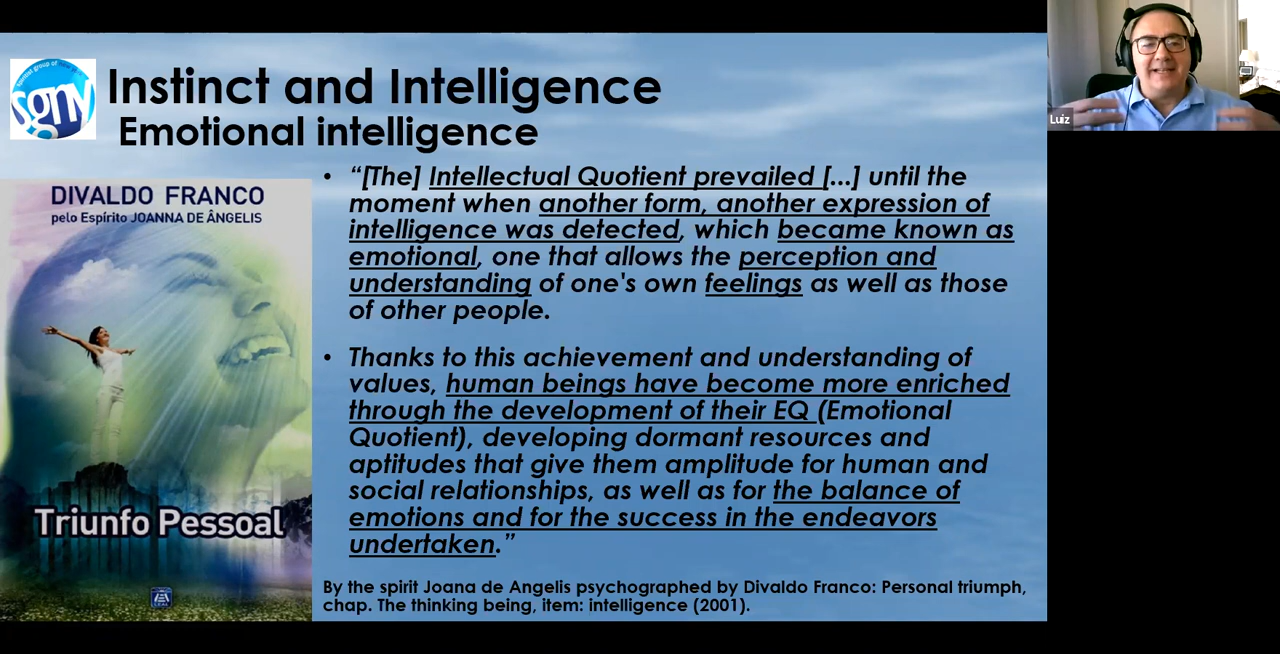 Instinct and Intelligence
Emotional intelligence
sgny
DIVALDO FRANCO
pelo Espírito JOANNA DE ÂNGELIS
Triunfo Pessoal
LEAL
• “[The] Intellectual Quotient prevailed [...] until the
moment when another form, another expression of
intelligence was detected, which became known as
emotional, one that allows the perception and
understanding of one's own feelings as well as those
of other people.
• Thanks to this achievement and understanding of
values, human beings have become more enriched
through the development of their EQ (Emotional
Quotient), developing dormant resources and
aptitudes that give them amplitude for human and
social relationships, as well as for the balance of
emotions and for the success in the endeavors
undertaken.”
By the spirit Joana de Angelis psychographed by Divaldo Franco: Personal triumph,
chap. The thinking being, item: intelligence (2001).
Luiz